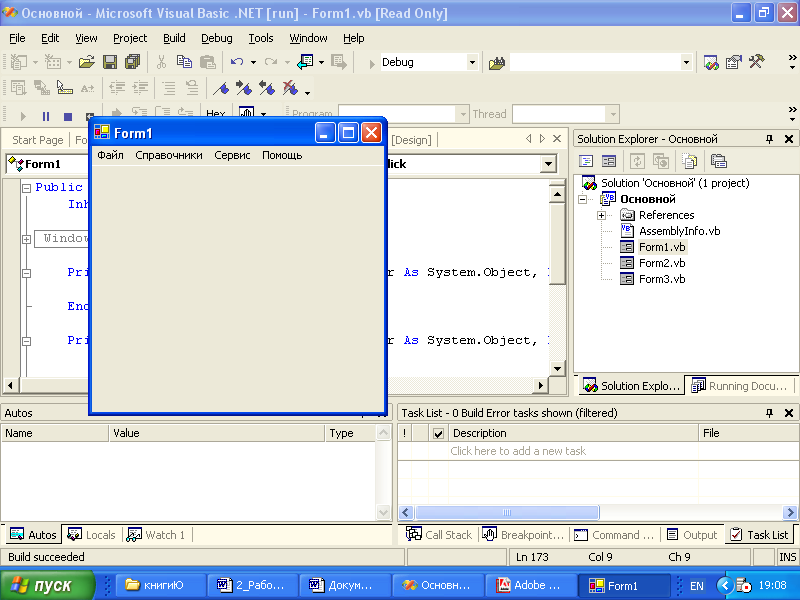 Основной - Microsoft Visual Basic .NET [run] - Form1.vb [Read Only]
File Edit View Project Build Debug Tools Window Help
Debug
Hex Program Thread
Start Page Fo [Design] Solution Explorer - Основной
Form1 lick
Public
Inh
Window
Pri r As System.Object,
End
Pri r As System.Object,
Form1
Файл Справочники Сервис Помощь
Solution 'Основной' (1 project)
Основной
References
AssemblyInfo.vb
Form1.vb
Form2.vb
Form3.vb
Solution Explo... Running Docu...
Autos Task List - 0 Build Error tasks shown (filtered)
Name Value Type ! Description File
Click here to add a new task
Autos Locals Watch 1 Call Stack Breakpoint... Command ... Output Task List
Build succeeded Ln 173 Col 9 Ch 9 INS
пуск книгиЮ 2_Рабо... Докум... Основн... Adobe ... Form1 EN 19:08